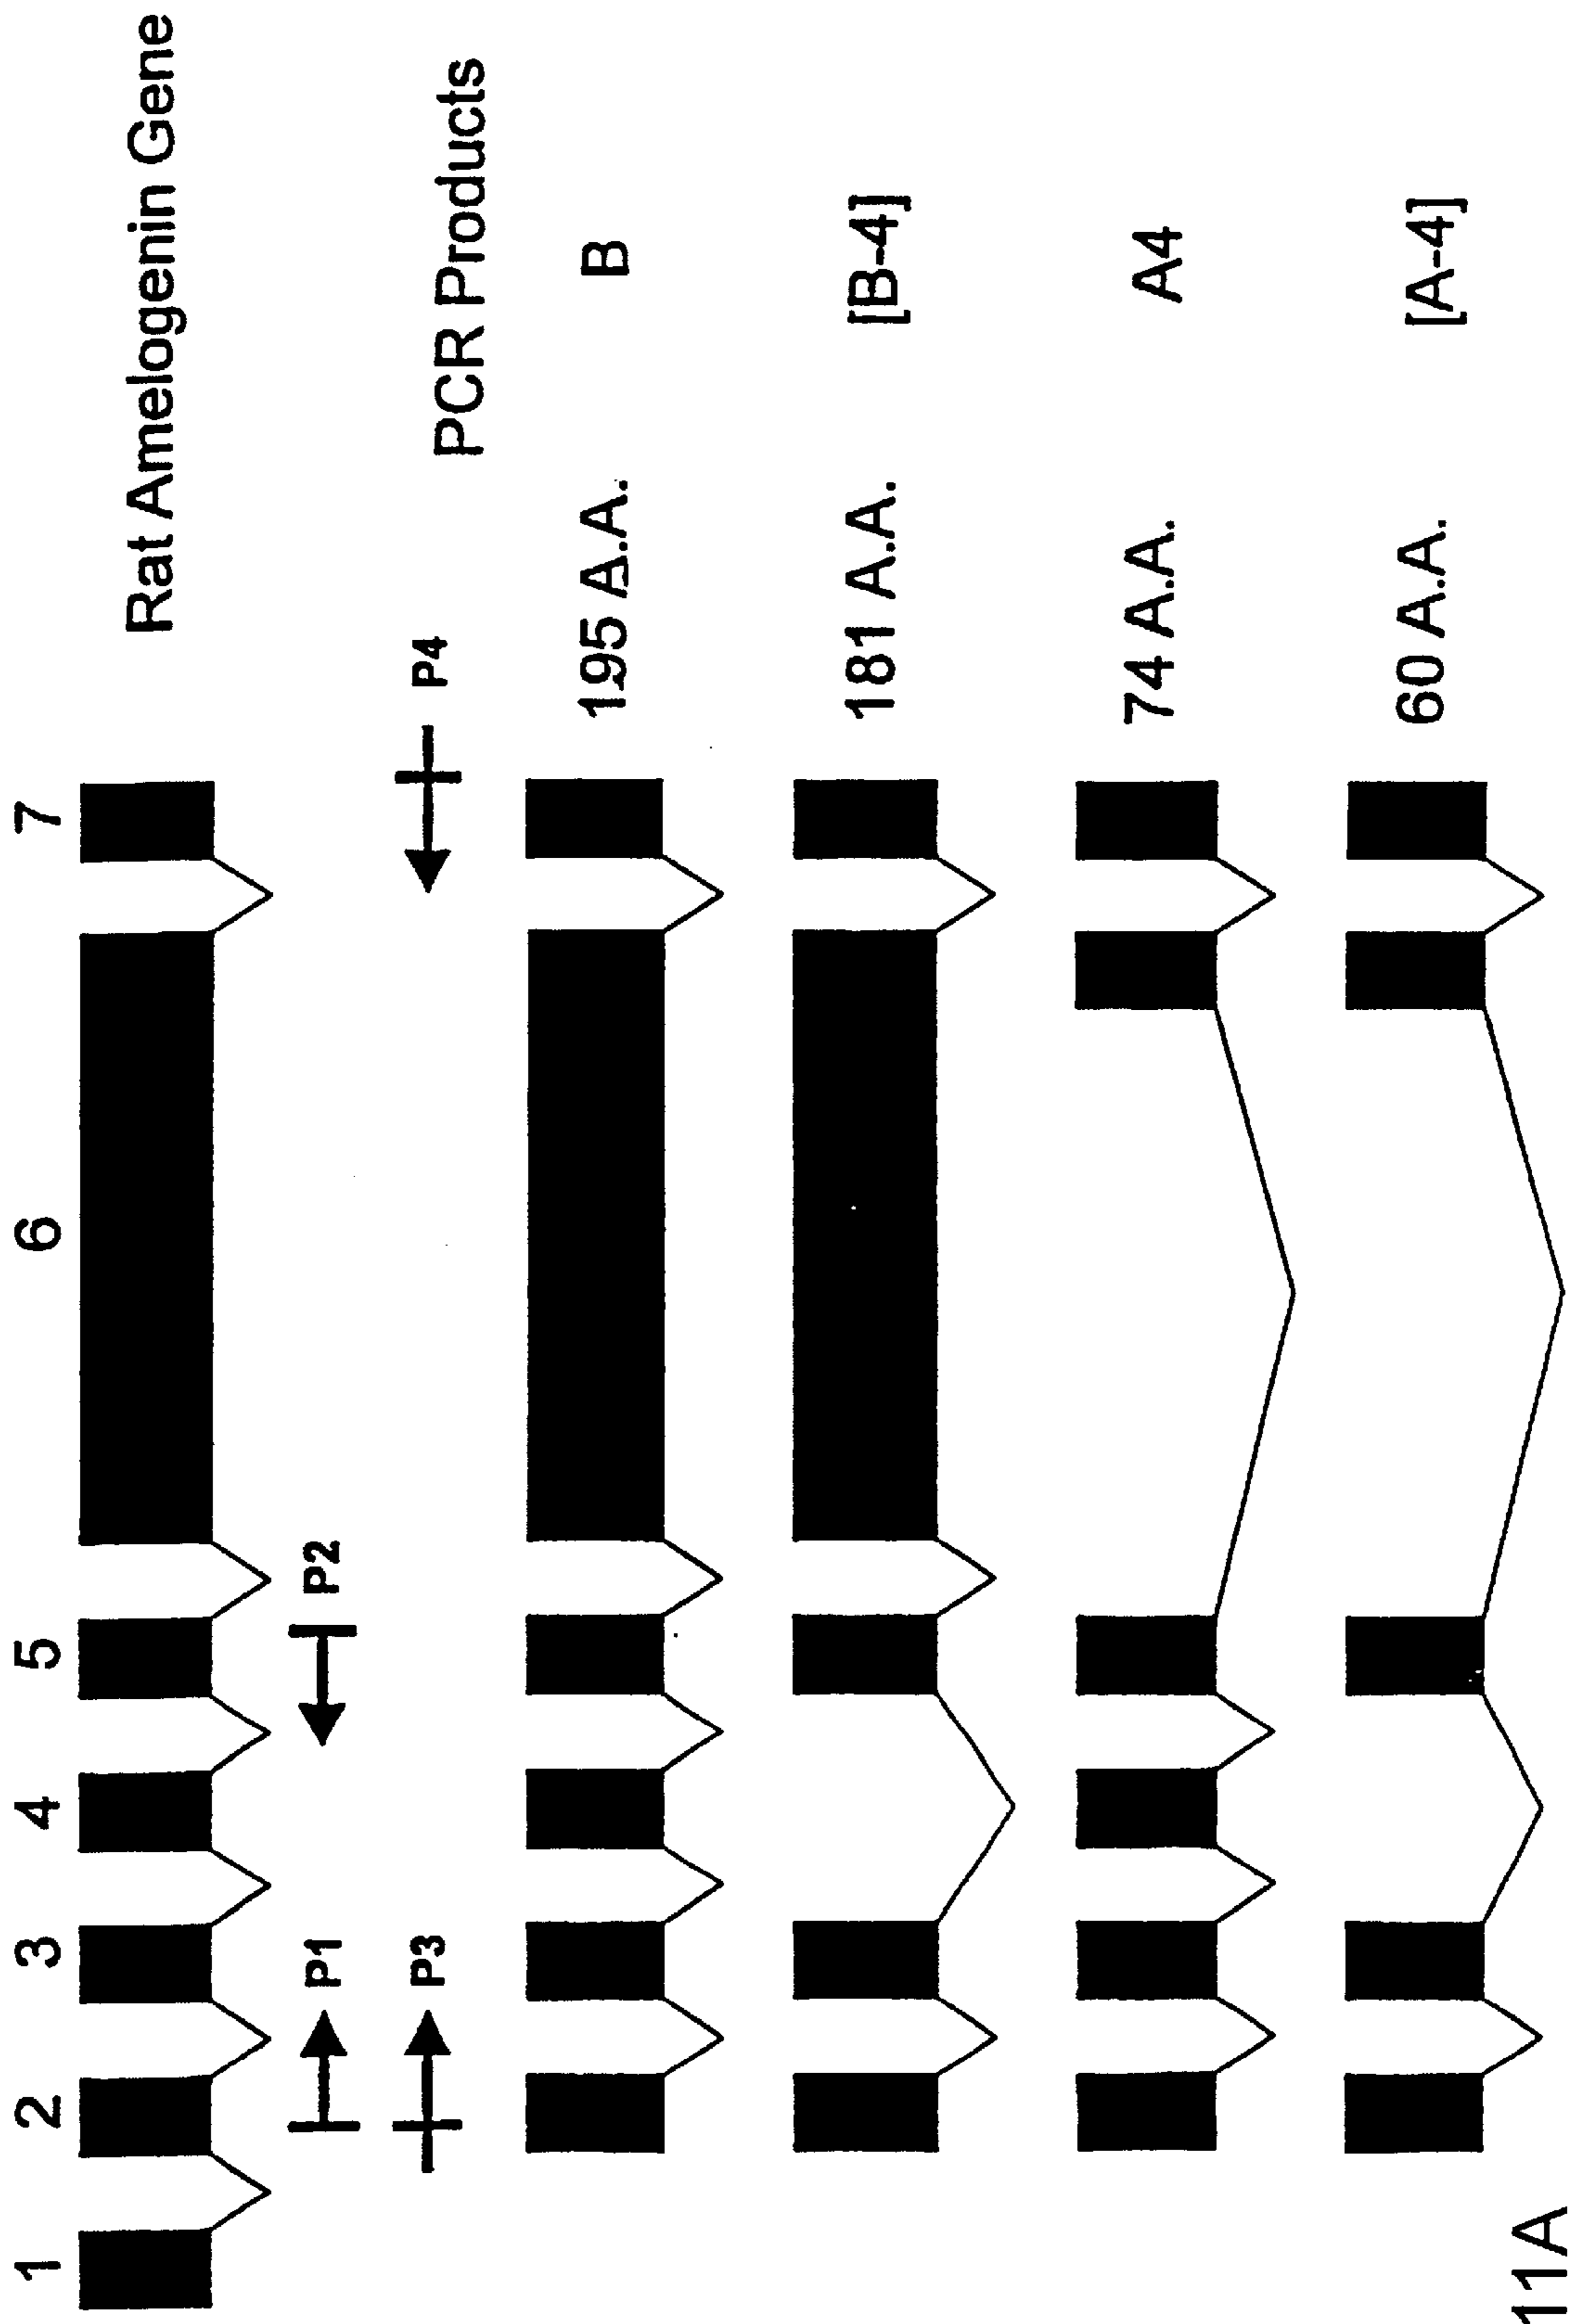 1 2 3 4 5 6 7
Rat Amelogenin Gene
P1 P2
P3 P4
PCR Products
195 A.A. B
181 A.A. [B-4]
74 A.A. A4
60 A.A. [A-4]
11A